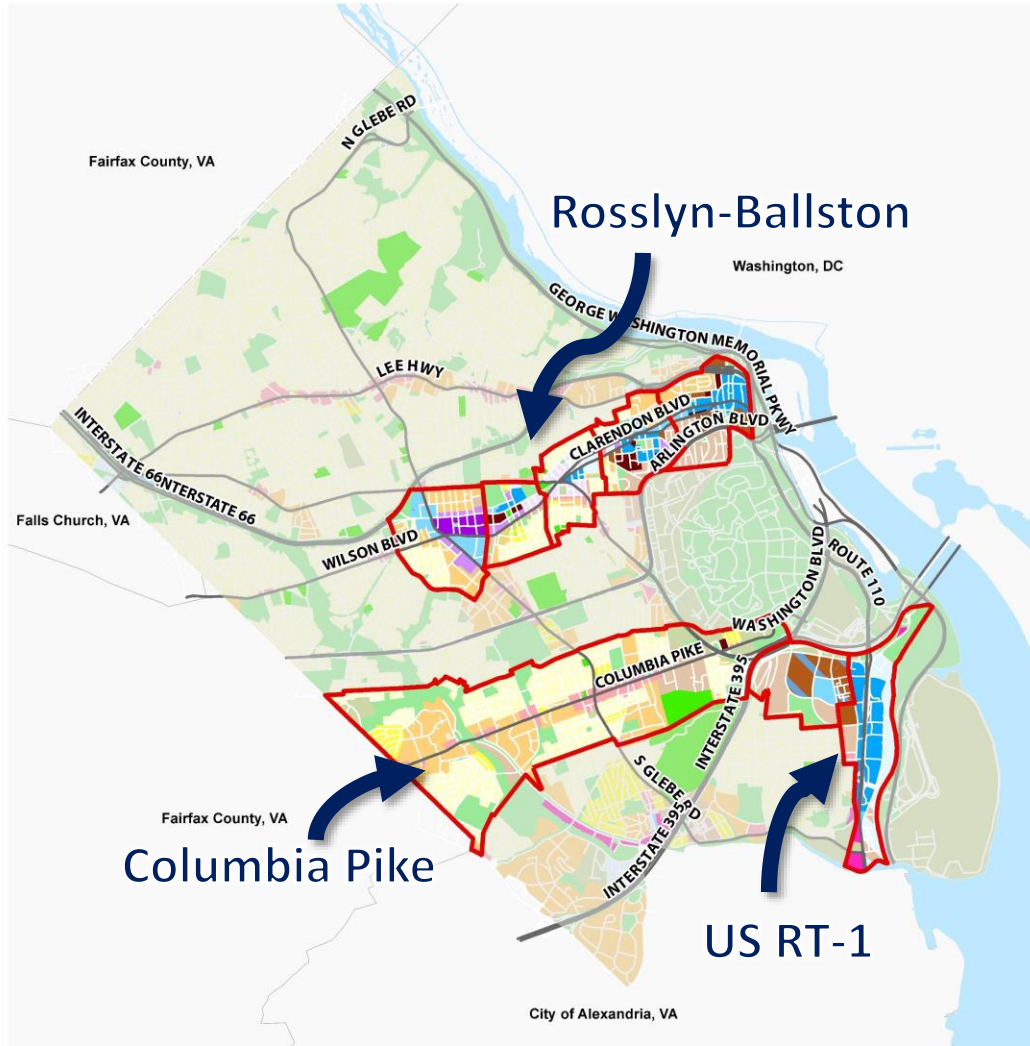 N GLEBE RD
Fairfax County, VA
Rosslyn-Ballston
Washington, DC
GEORGE WASHINGTON MEMORIAL PKWY
LEE HWY
CLARENDON BLVD
ARLINGTON BLVD
INTERSTATE 66
INTERSTATE 66
Falls Church, VA
WILSON BLVD
WASHINGTON BLVD
ROUTE 110
COLUMBIA PIKE
INTERSTATE 395
S GLEBE RD
Fairfax County, VA
INTERSTATE 395
Columbia Pike
US RT-1
City of Alexandria, VA